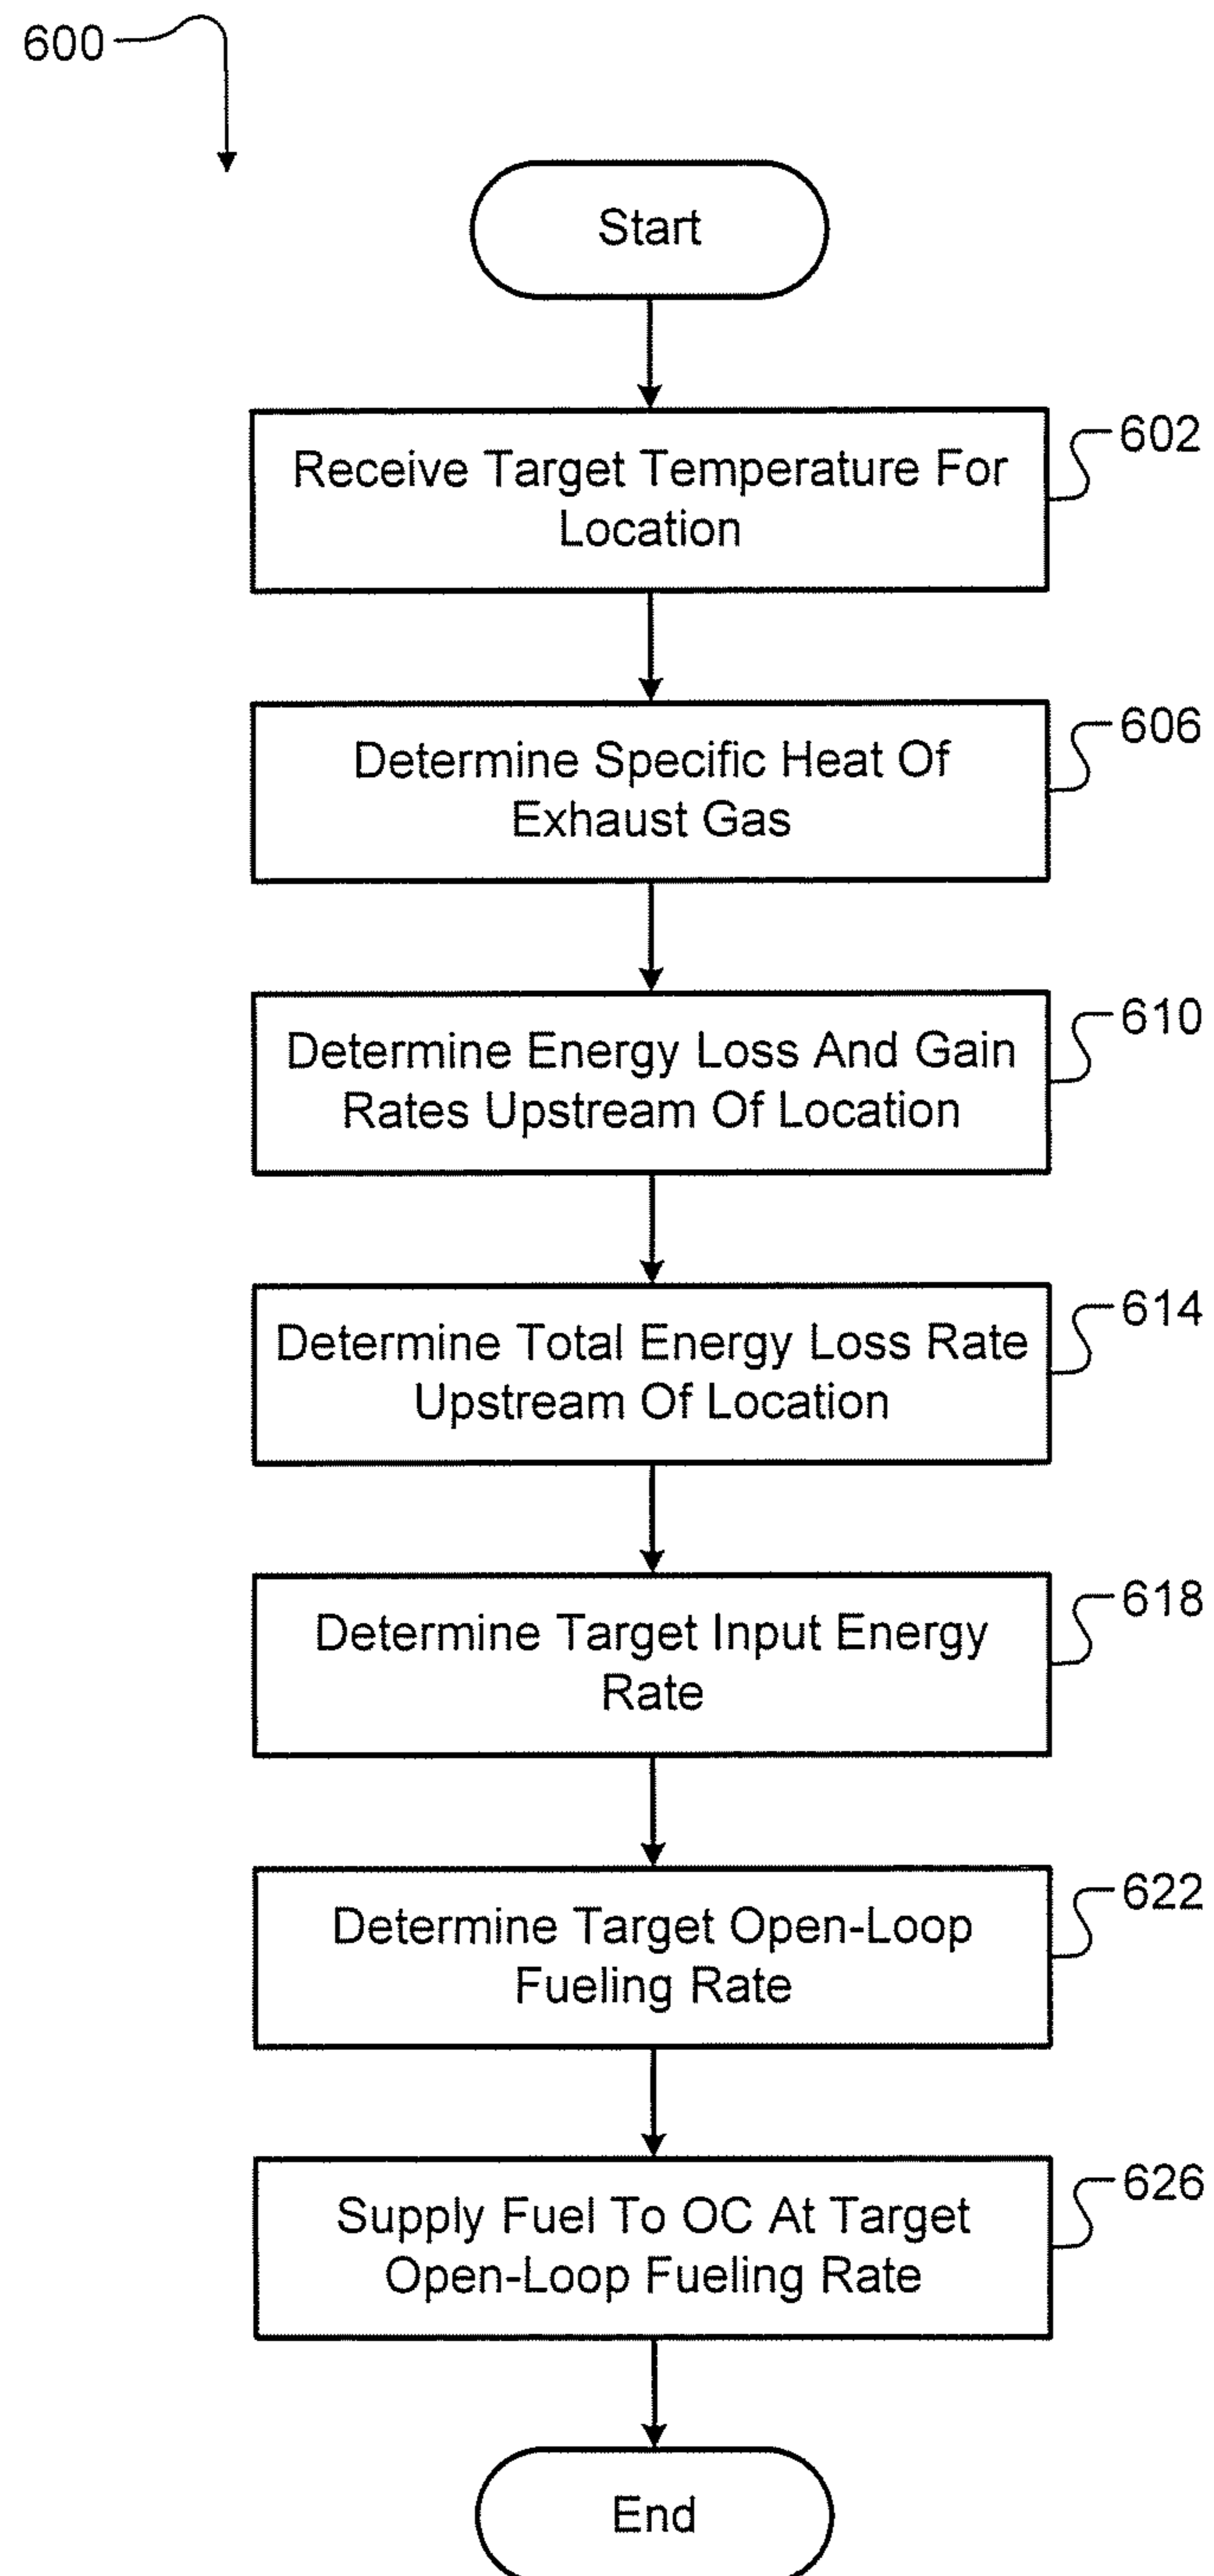 600
Start
Receive Target Temperature For
Location
602
Determine Specific Heat Of
Exhaust Gas
606
Determine Energy Loss And Gain
Rates Upstream Of Location
610
Determine Total Energy Loss Rate
Upstream Of Location
614
Determine Target Input Energy
Rate
618
Determine Target Open-Loop
Fueling Rate
622
Supply Fuel To OC At Target
Open-Loop Fueling Rate
626
End